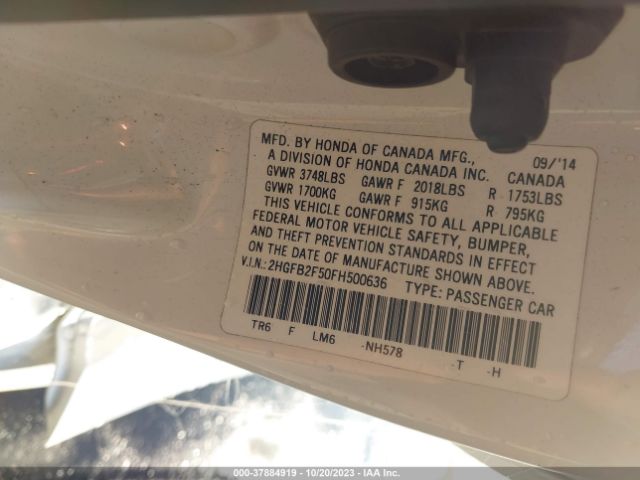 MFD. BY HONDA OF CANADA MFG., 09/'14
A DIVISION OF HONDA CANADA INC. CANADA
GVWR 3748LBS GAWR F 2018LBS R 1753LBS
GVWR 1700KG GAWR F 915KG R 795KG
THIS VEHICLE CONFORMS TO ALL APPLICABLE
FEDERAL MOTOR VEHICLE SAFETY, BUMPER,
AND THEFT PREVENTION STANDARDS IN EFFECT
ON THE DATE OF MANUFACTURE SHOWN ABOVE.
V.I.N.: 2HGFB2F50FH500636 TYPE: PASSENGER CAR
TR6 F LM6 -NH578 -T -H
000-37884919 - 10/20/2023 - IAA Inc.